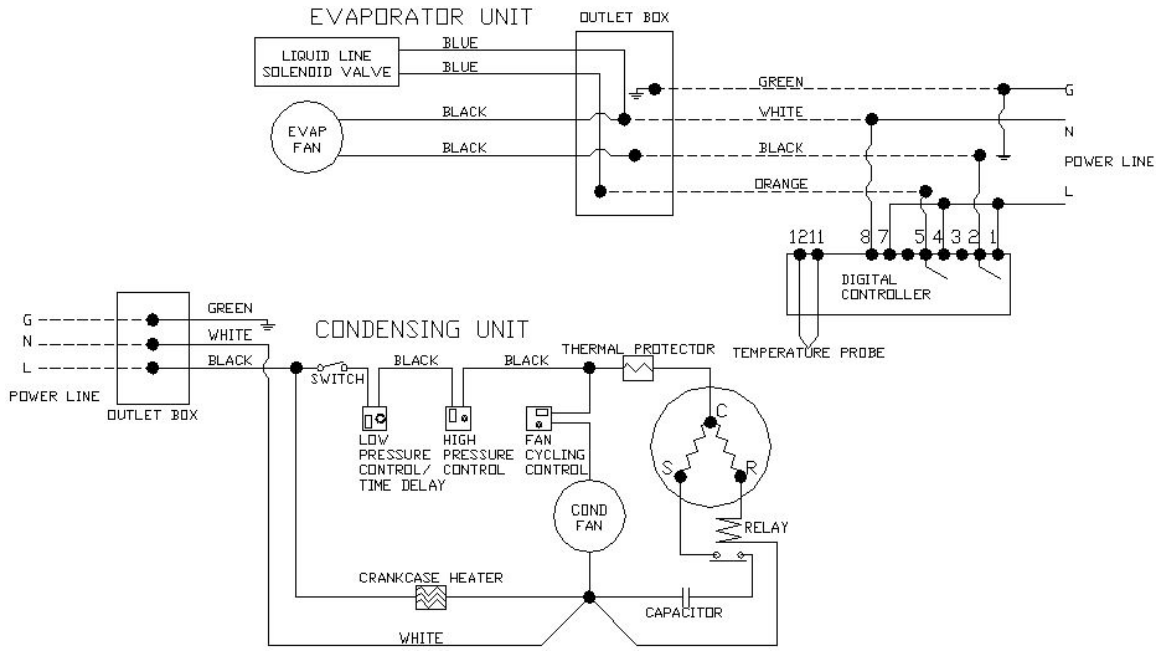 EVAPORATOR UNIT
OUTLET BOX
LIQUID LINE
SOLENOID VALVE
BLUE
BLUE
EVAP
FAN
BLACK
BLACK
GREEN
WHITE
BLACK
ORANGE
G
N
POWER LINE
L
12 11 8 7 5 4 3 2 1
DIGITAL
CONTROLLER
TEMPERATURE PROBE
CONDENSING UNIT
G
N
L
POWER LINE
OUTLET BOX
GREEN
WHITE
BLACK
SWITCH
BLACK
BLACK
THERMAL PROTECTOR
LOW
PRESSURE
CONTROL/
TIME DELAY
HIGH
PRESSURE
CONTROL
FAN
CYCLING
CONTROL
COND
FAN
C
S
R
RELAY
CRANKCASE HEATER
CAPACITOR
WHITE